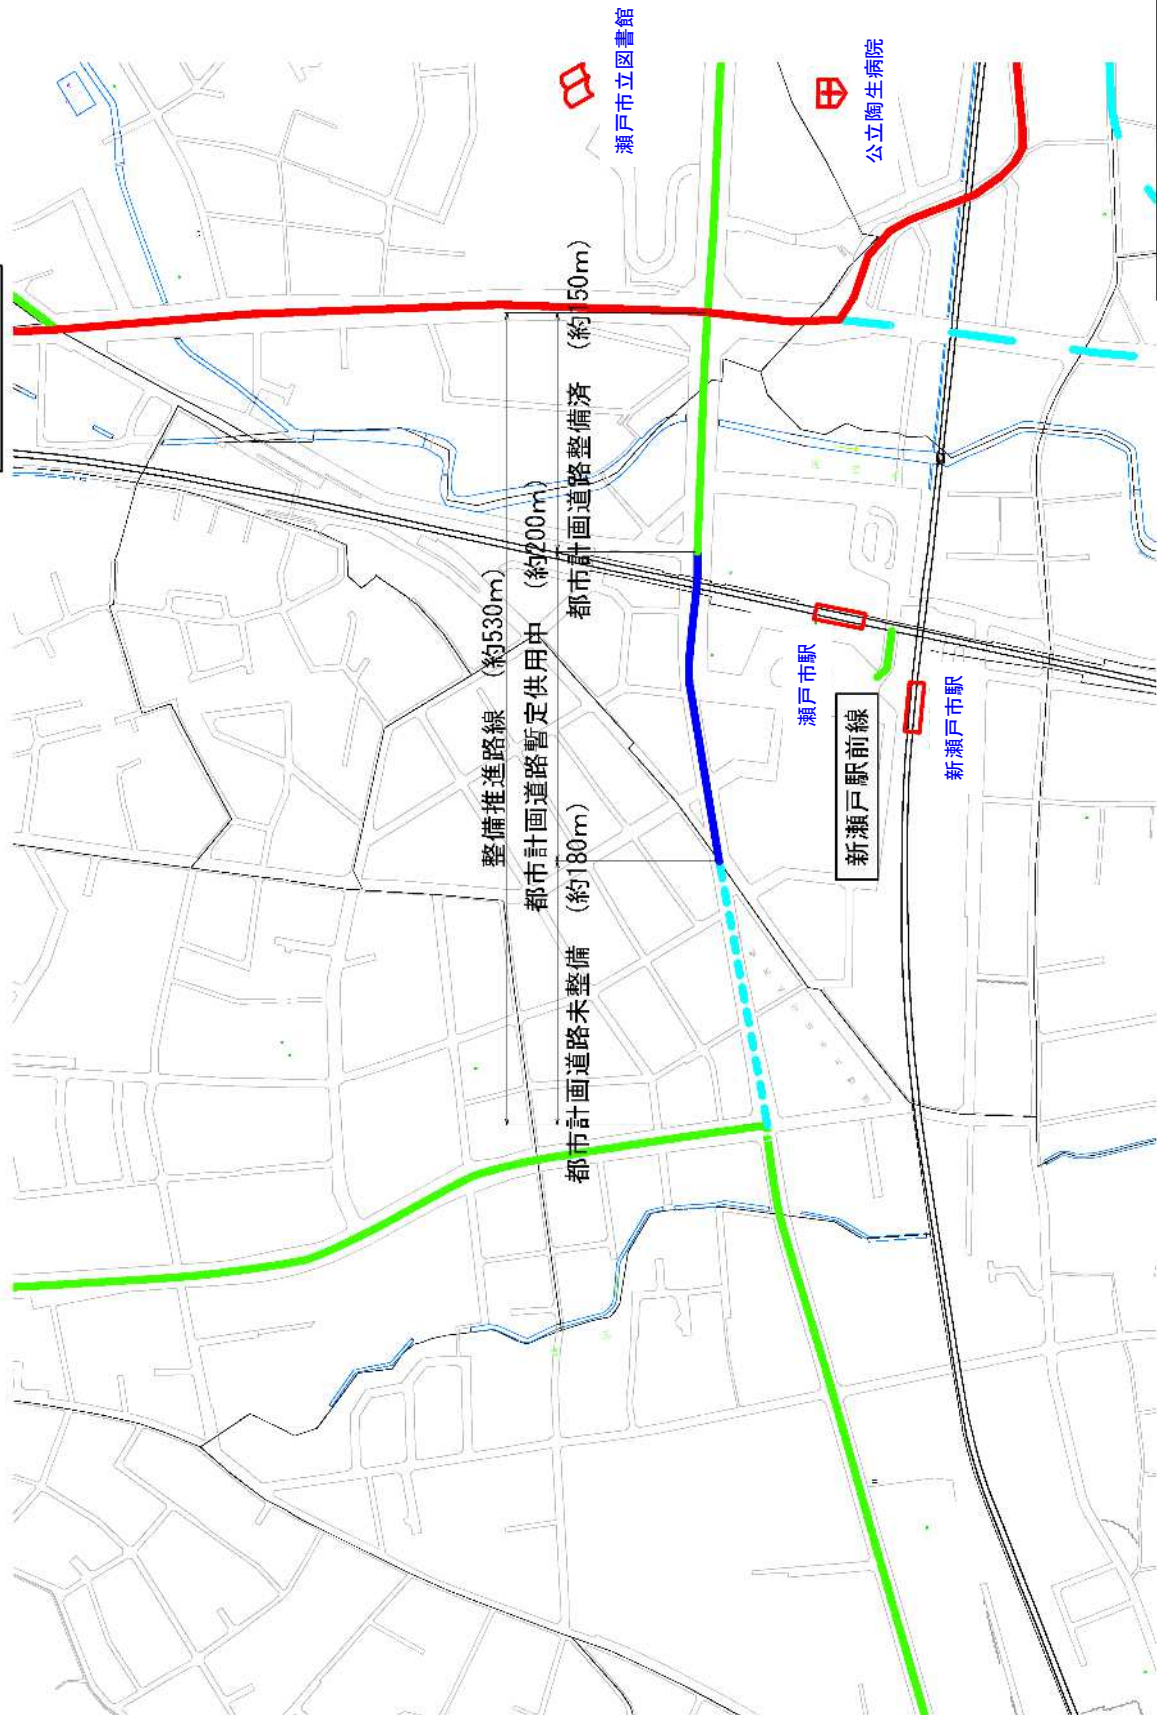 瀬戸市立図書館
公立陶生病院
整備推進路線 (約530m)
都市計画道路暫定供用中 (約200m)
都市計画道路未整備 (約180m)
都市計画道路整備済 (約150m)
瀬戸市駅
新瀬戸駅前線
新瀬戸市駅